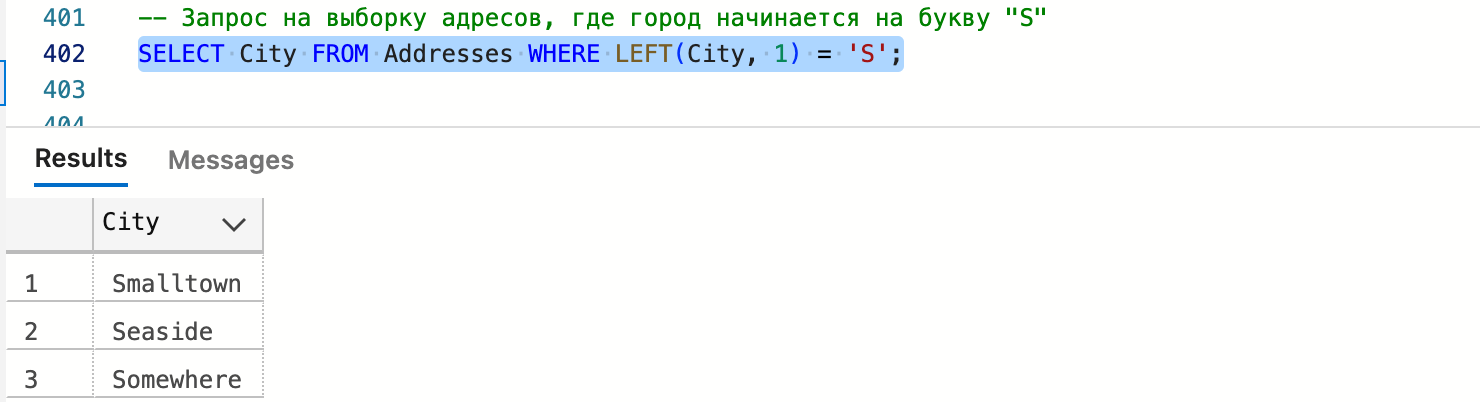 401 -- Запрос на выборку адресов, где город начинается на букву "S"
402 SELECT City FROM Addresses WHERE LEFT(City, 1) = 'S';
403
404
Results Messages
City
1 Smalltown
2 Seaside
3 Somewhere